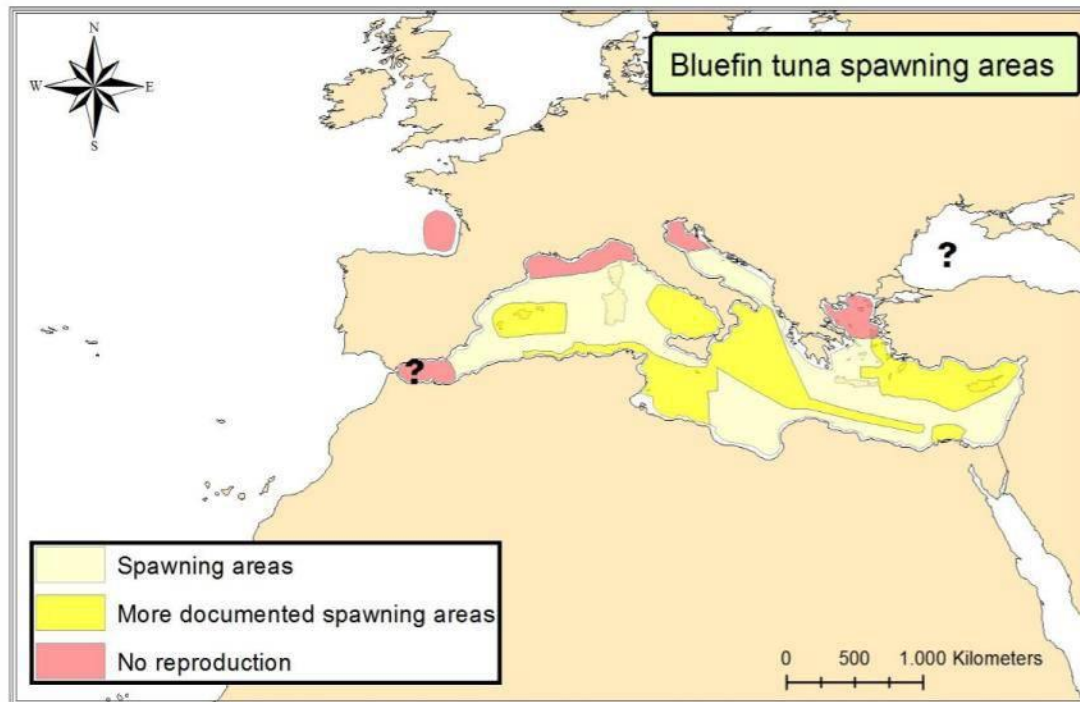 N
W E
S
Bluefin tuna spawning areas
?
?
Spawning areas
More documented spawning areas
No reproduction
0 500 1.000 Kilometers